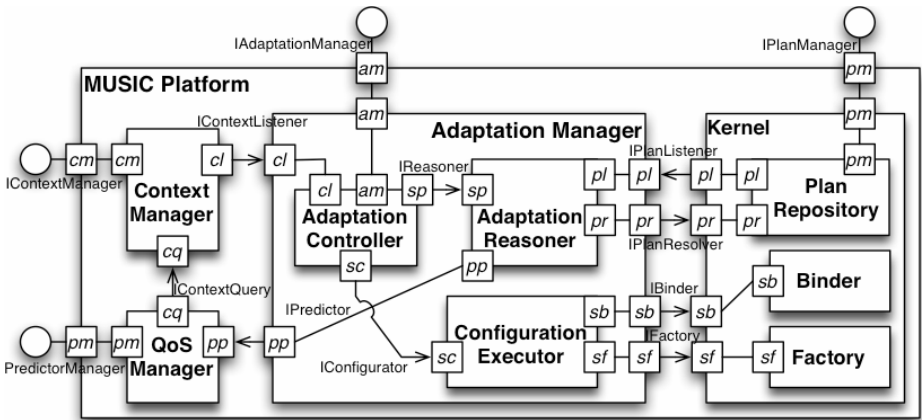 IAdaptationManager
IPlanManager
am
pm
MUSIC Platform
am
pm
IContextListener
Adaptation Manager
Kernel
IPlanListener
cm
cm
cl
cl
IReasoner
pl
pl
pl
pl
pm
IContextManager
Context
Manager
cl
am
sp
sp
Plan
Repository
Adaptation
Controller
Adaptation
Reasoner
pr
pr
pr
pr
IPlanResolver
cq
sc
pp
IContextQuery
IPredictor
IBinder
sb
Binder
cq
sb
sb
sb
pm
pm
QoS
Manager
pp
pp
Configuration
Executor
IFactory
PredictorManager
IConfigurator
sc
sf
sf
sf
sf
Factory